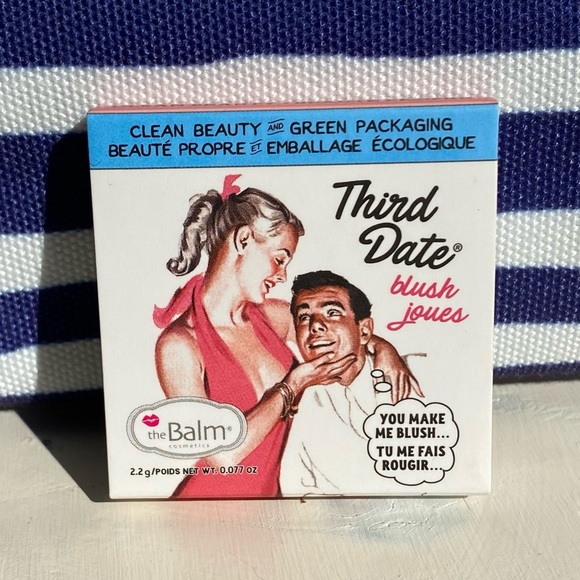 CLEAN BEAUTY AND GREEN PACKAGING
BEAUTÉ PROPRE ET EMBALLAGE ÉCOLOGIQUE
Third
Date®
blush
joues
theBalm®
cosmetics
2.2 g/POIDS NET WT. 0.077 OZ
YOU MAKE
ME BLUSH...
TU ME FAIS
ROUGIR...